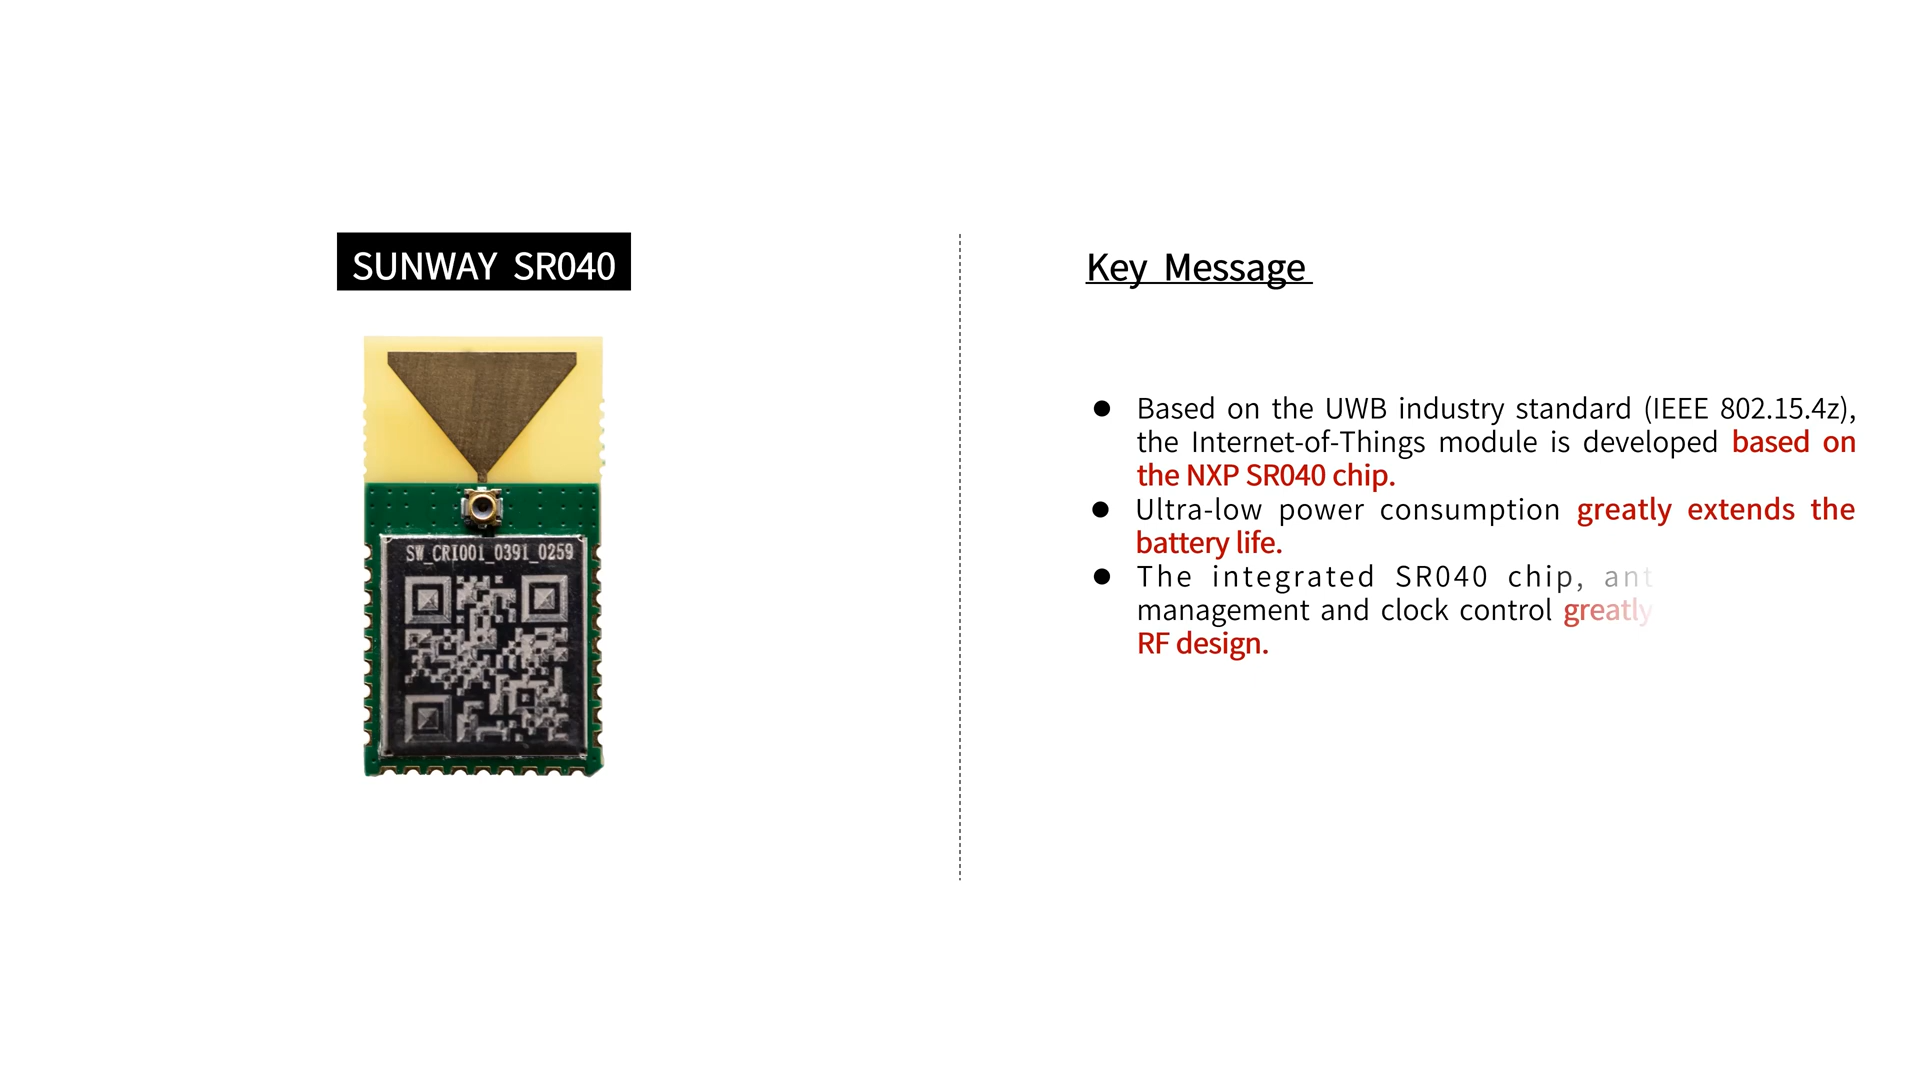 SUNWAY SR040
SW_CRI001_0391_0259
Key Message
● Based on the UWB industry standard (IEEE 802.15.4z),
the Internet-of-Things module is developed based on
the NXP SR040 chip.
● Ultra-low power consumption greatly extends the
battery life.
● The integrated SR040 chip, ant
management and clock control greatly
RF design.